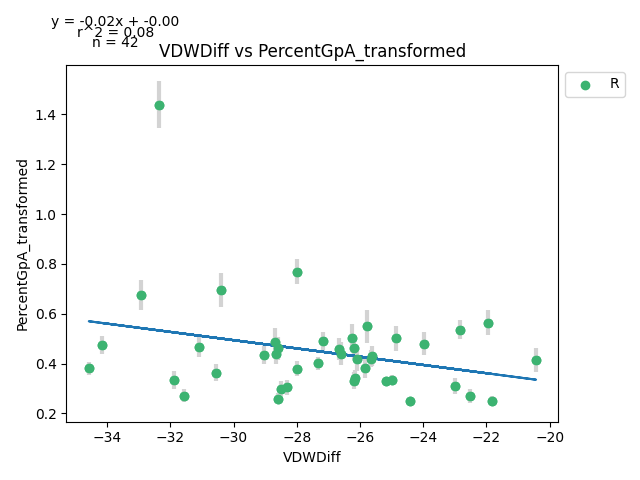 y = -0.02x + -0.00
r^2 = 0.08
n = 42
VDWDiff vs PercentGpA_transformed
R
PercentGpA_transformed
1.4
1.2
1.0
0.8
0.6
0.4
0.2
−34
−32
−30
−28
−26
−24
−22
−20
VDWDiff